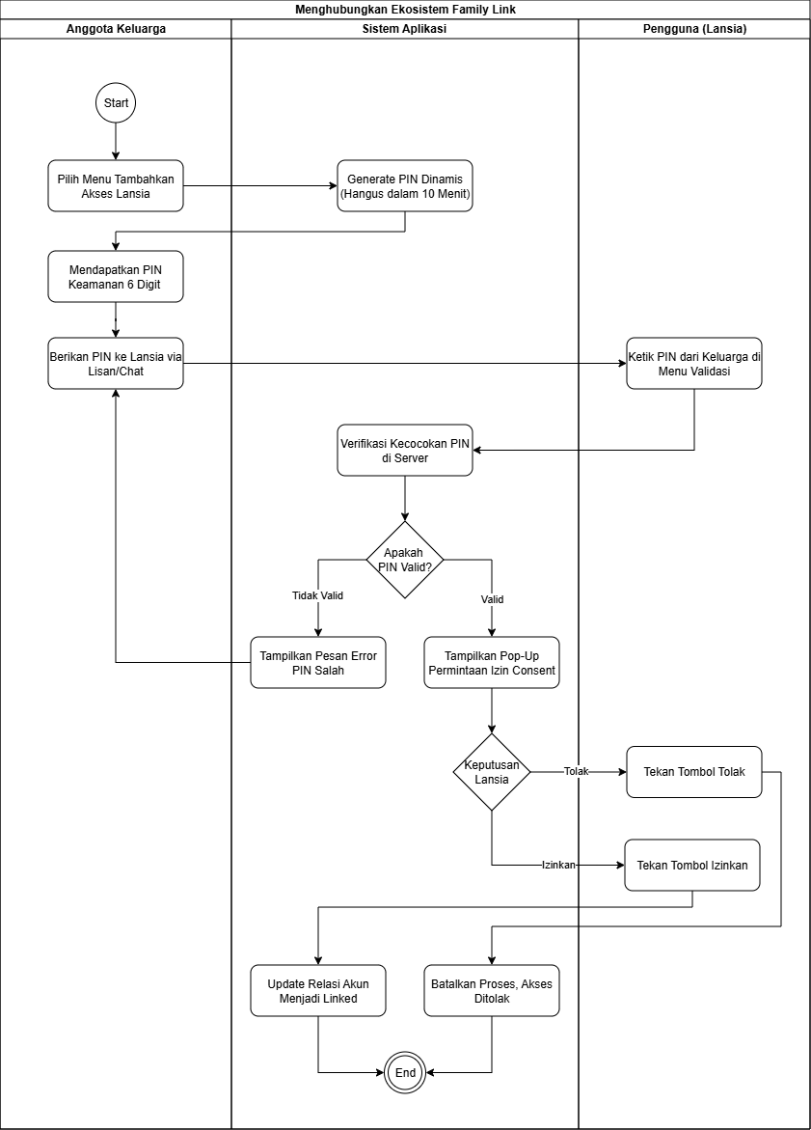 Menghubungkan Ekosistem Family Link
Anggota Keluarga
Sistem Aplikasi
Pengguna (Lansia)
Start
Pilih Menu Tambahkan
Akses Lansia
Generate PIN Dinamis
(Hangus dalam 10 Menit)
Mendapatkan PIN
Keamanan 6 Digit
Berikan PIN ke Lansia via
Lisan/Chat
Ketik PIN dari Keluarga di
Menu Validasi
Verifikasi Kecocokan PIN
di Server
Apakah
PIN Valid?
Tidak Valid
Valid
Tampilkan Pesan Error
PIN Salah
Tampilkan Pop-Up
Permintaan Izin Consent
Keputusan
Lansia
Tolak
Tekan Tombol Tolak
Izinkan
Tekan Tombol Izinkan
Update Relasi Akun
Menjadi Linked
Batalkan Proses, Akses
Ditolak
End